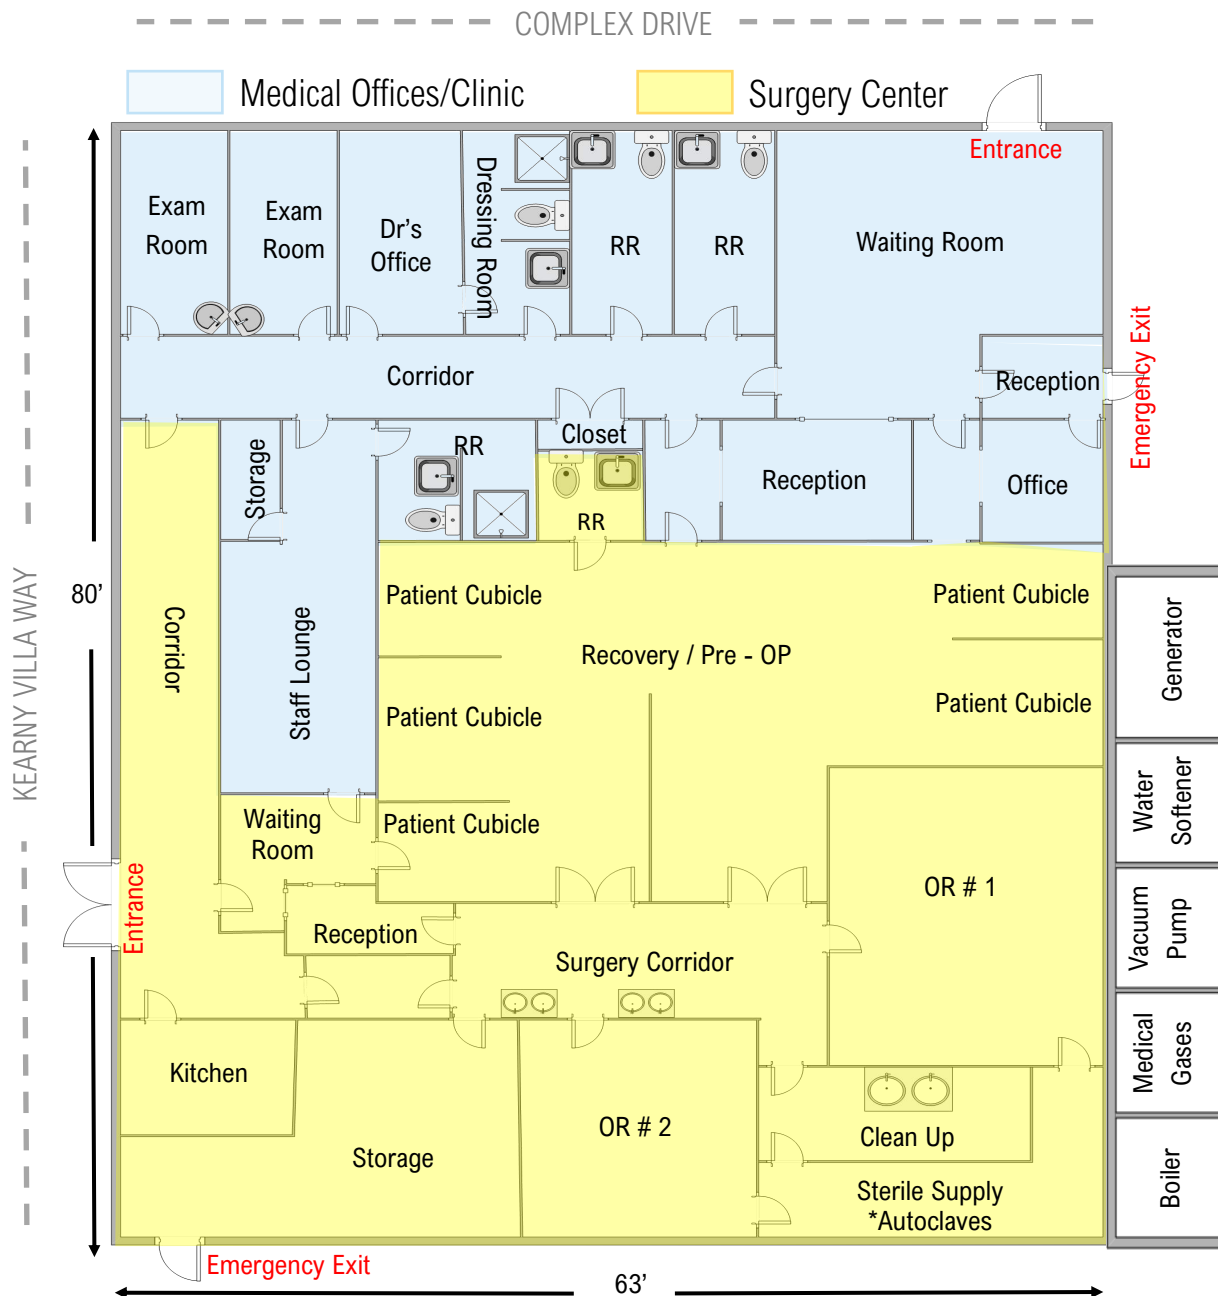 COMPLEX DRIVE
Medical Offices/Clinic
Surgery Center
Entrance
Exam
Room
Exam
Room
Dr's
Office
Dressing Room
RR
RR
Waiting Room
Emergency Exit
Corridor
Reception
Storage
RR
Closet
RR
Reception
Office
KEARNY VILLA WAY
80'
Corridor
Staff Lounge
Patient Cubicle
Patient Cubicle
Recovery / Pre - OP
Patient Cubicle
Patient Cubicle
Patient Cubicle
Generator
Water
Softener
Vacuum
Pump
Medical
Gases
Boiler
Waiting
Room
Entrance
Reception
Surgery Corridor
OR # 1
Kitchen
Storage
OR # 2
Clean Up
Sterile Supply
*Autoclaves
Emergency Exit
63'